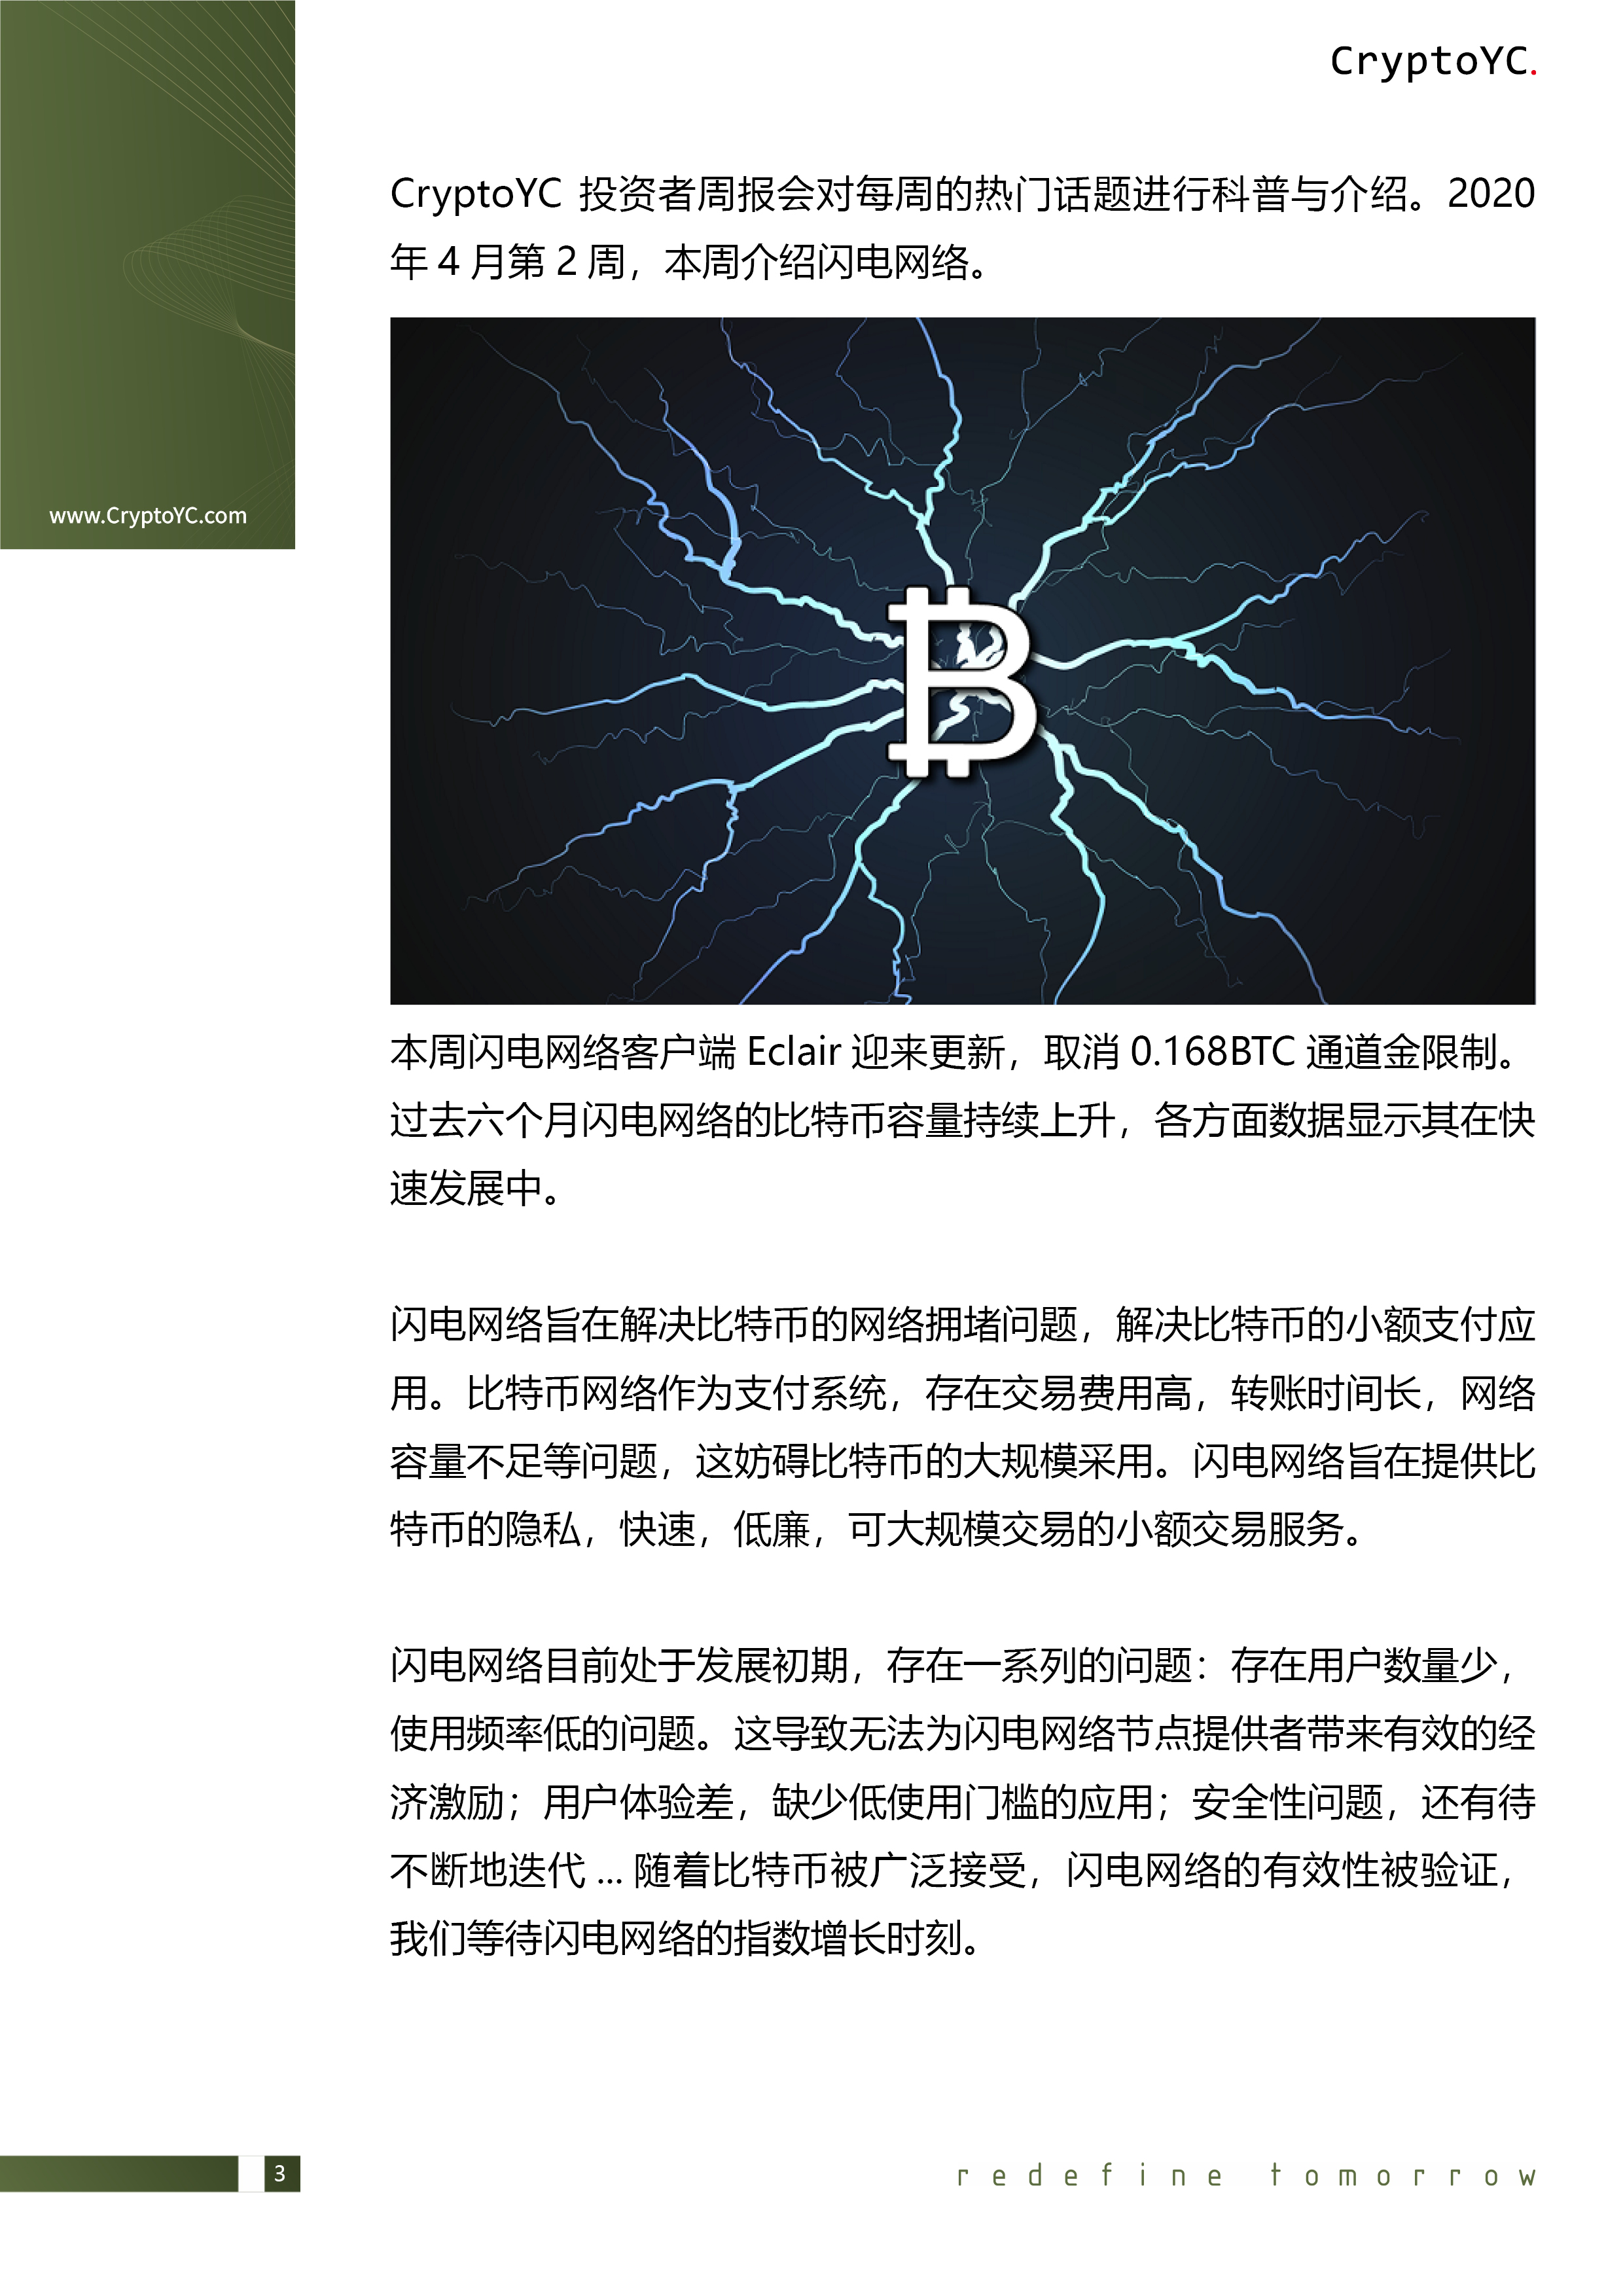 CryptoYC.
www.CryptoYC.com
CryptoYC 投资者周报会对每周的热门话题进行科普与介绍。2020
年 4 月第 2 周，本周介绍闪电网络。
本周闪电网络客户端 Eclair 迎来更新，取消 0.168BTC 通道金限制。
过去六个月闪电网络的比特币容量持续上升，各方面数据显示其在快
速发展中。
闪电网络旨在解决比特币的网络拥堵问题，解决比特币的小额支付应
用。比特币网络作为支付系统，存在交易费用高，转账时间长，网络
容量不足等问题，这妨碍比特币的大规模采用。闪电网络旨在提供比
特币的隐私，快速，低廉，可大规模交易的小额交易服务。
闪电网络目前处于发展初期，存在一系列的问题：存在用户数量少，
使用频率低的问题。这导致无法为闪电网络节点提供者带来有效的经
济激励；用户体验差，缺少低使用门槛的应用；安全性问题，还有待
不断地迭代 ... 随着比特币被广泛接受，闪电网络的有效性被验证，
我们等待闪电网络的指数增长时刻。
3
redefine tomorrow